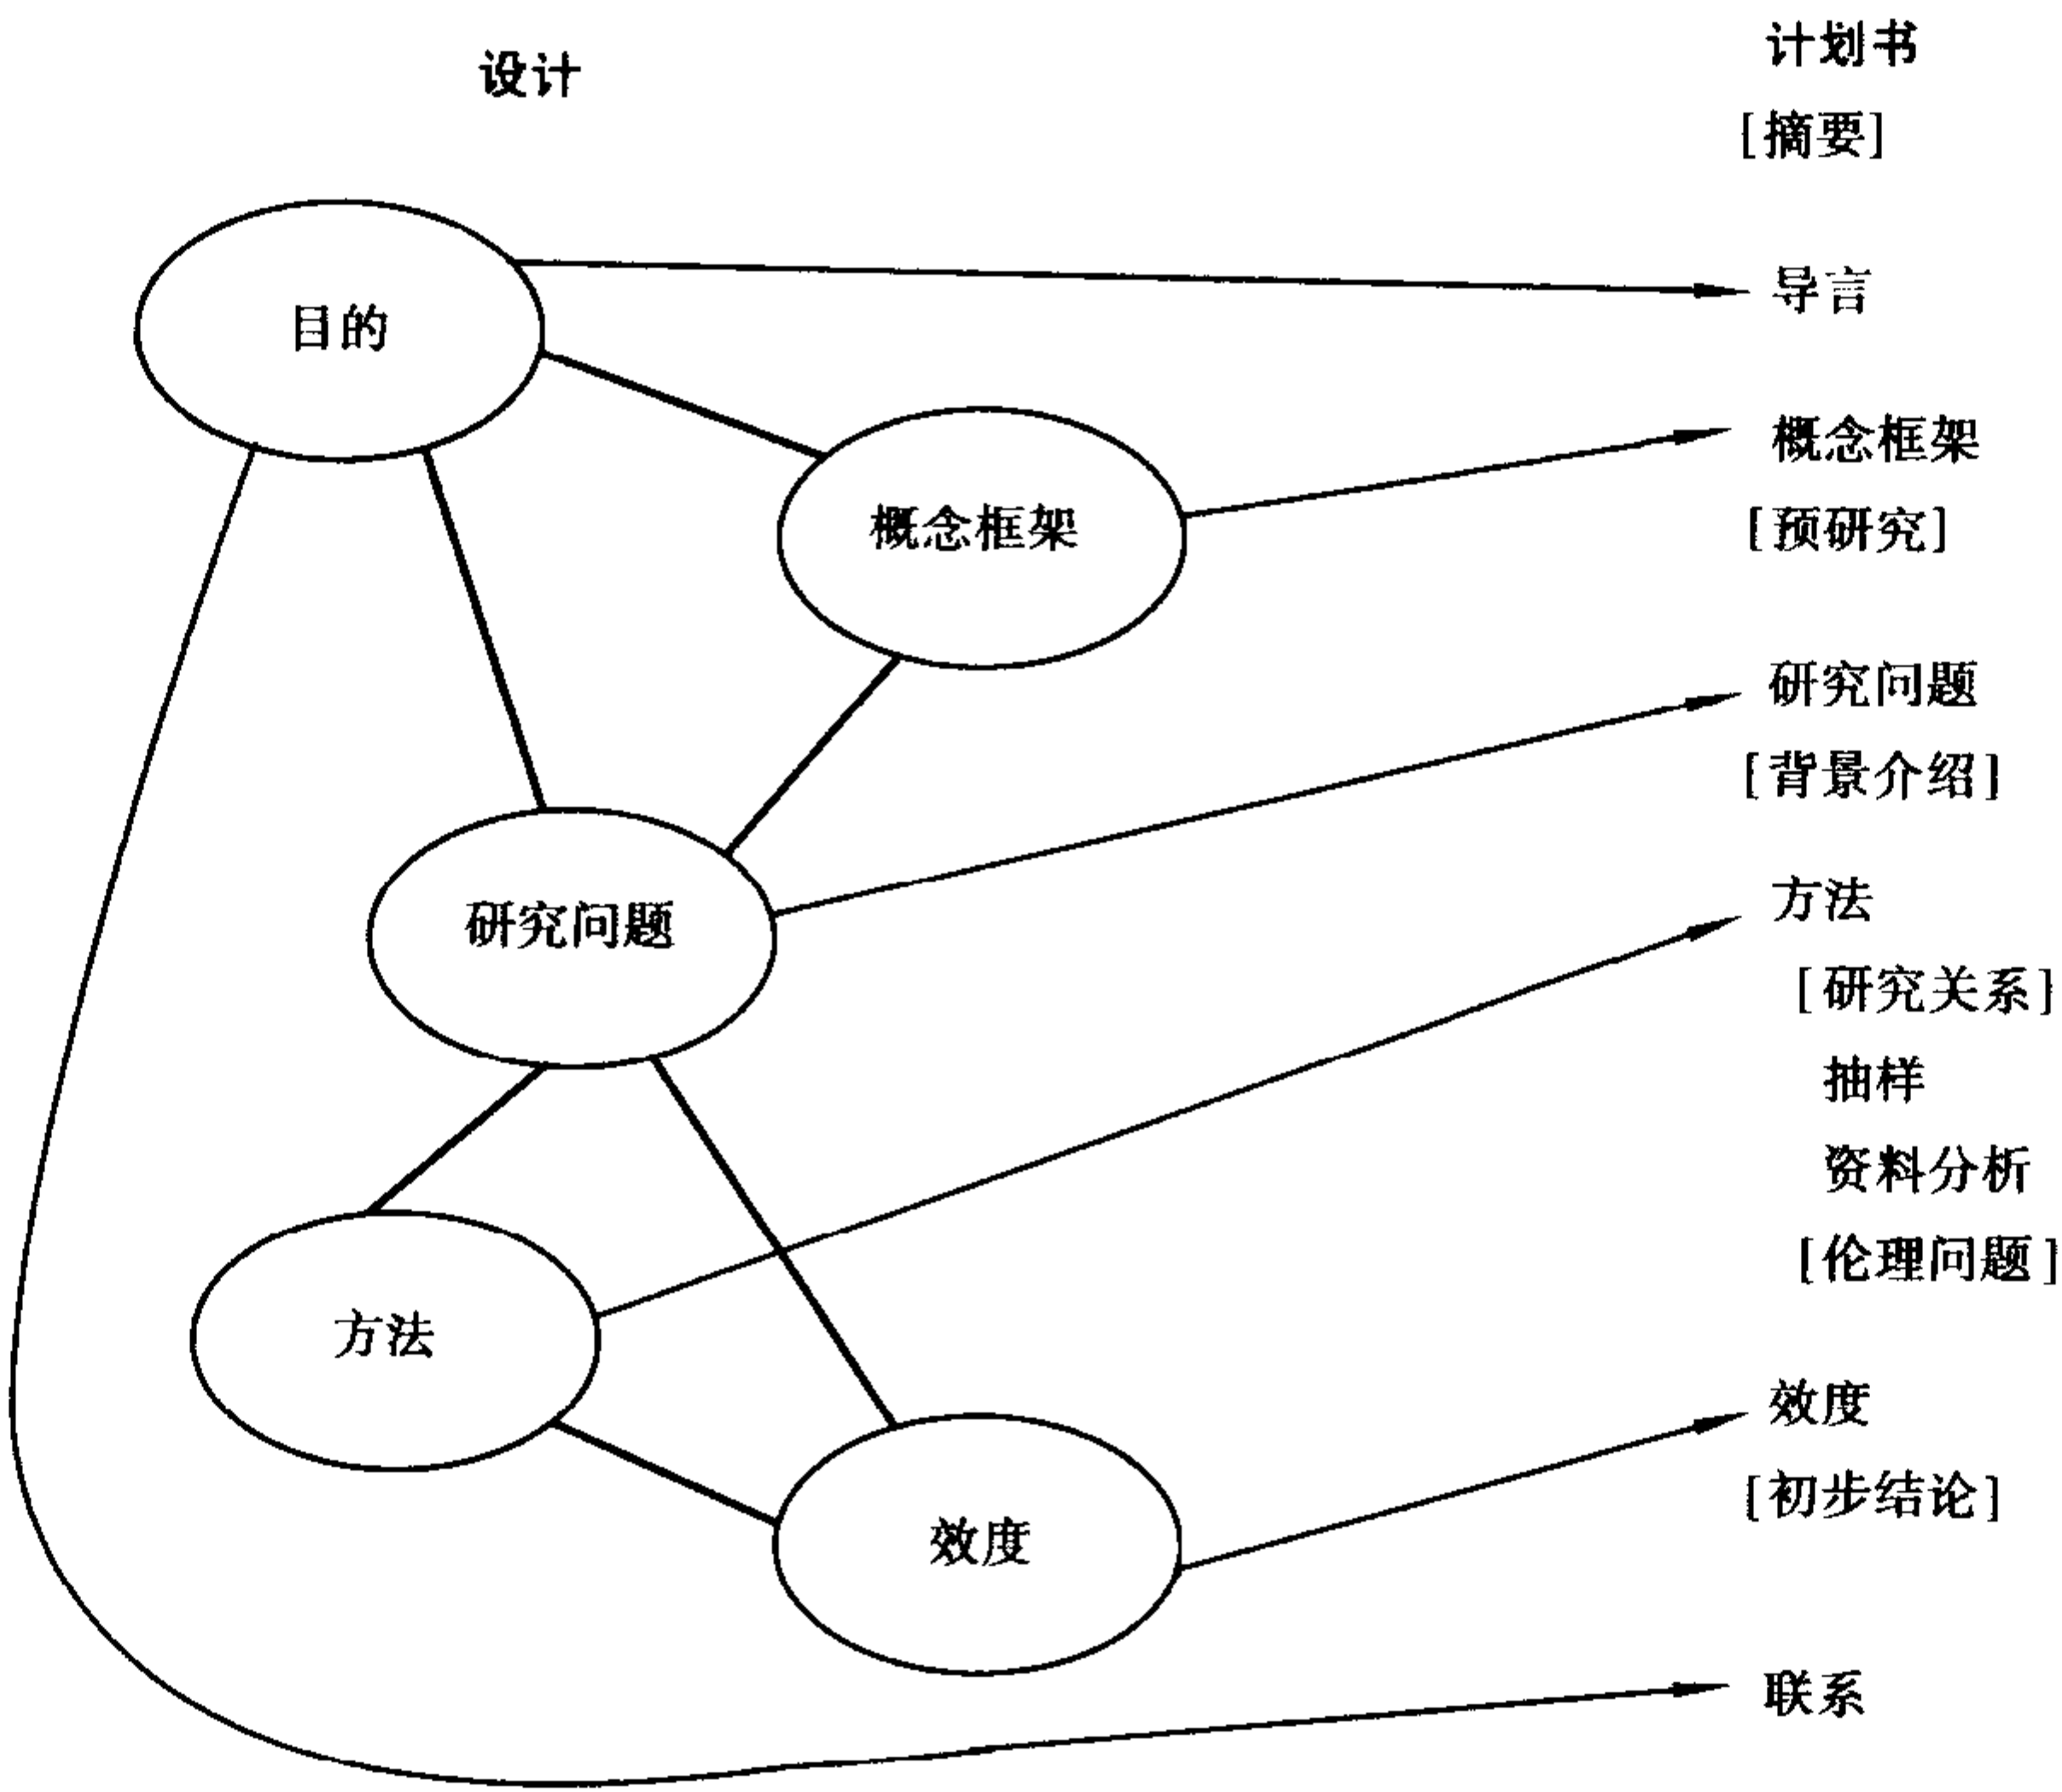 设计
目的
概念框架
研究问题
方法
效度
计划书
[摘要]
导言
概念框架
[预研究]
研究问题
[背景介绍]
方法
[研究关系]
抽样
资料分析
[伦理问题]
效度
[初步结论]
联系